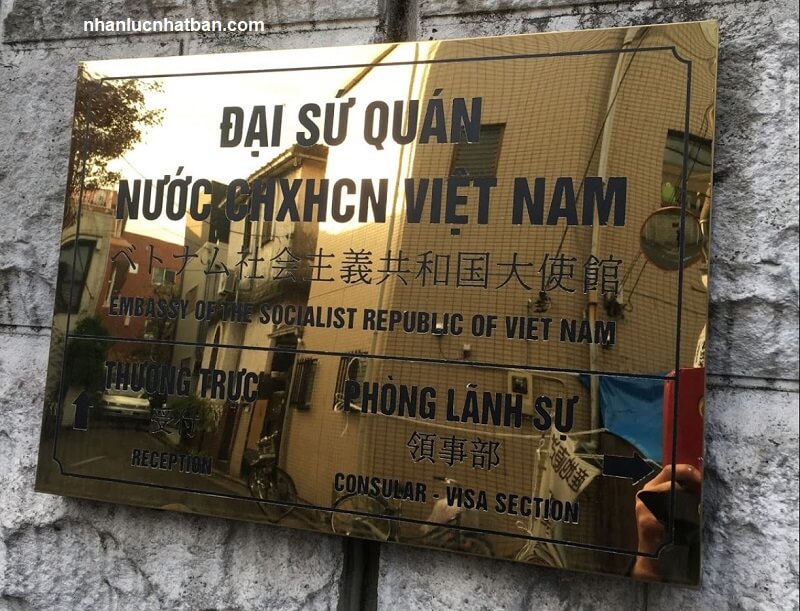 nhanlucnhatban.com
ĐẠI SỨ QUÁN
NƯỚC CHXHCN VIỆT NAM
ベトナム社会主義共和国大使館
EMBASSY OF THE SOCIALIST REPUBLIC OF VIET NAM
THƯỜNG TRỰC
受付
RECEPTION
PHÒNG LÃNH SỰ
領事部
CONSULAR - VISA SECTION